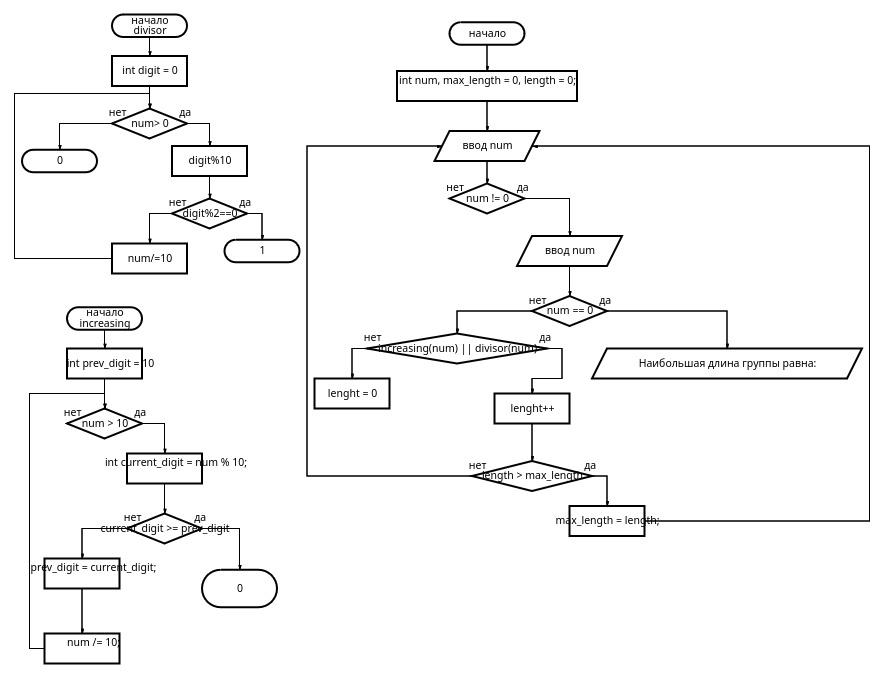 начало
divisor
int digit = 0
нет
да
num> 0
0
digit%10
нет
да
digit%2==0
1
num/=10
начало
increasing
int prev_digit = 10
нет
да
num > 10
int current_digit = num % 10;
нет
да
current_digit >= prev_digit
prev_digit = current_digit;
0
num /= 10;
начало
int num, max_length = 0, length = 0;
ввод num
нет
да
num != 0
ввод num
нет
да
num == 0
нет
да
increasing(num) || divisor(num)
Наибольшая длина группы равна:
lenght = 0
lenght++
нет
да
length > max_length
max_length = length;